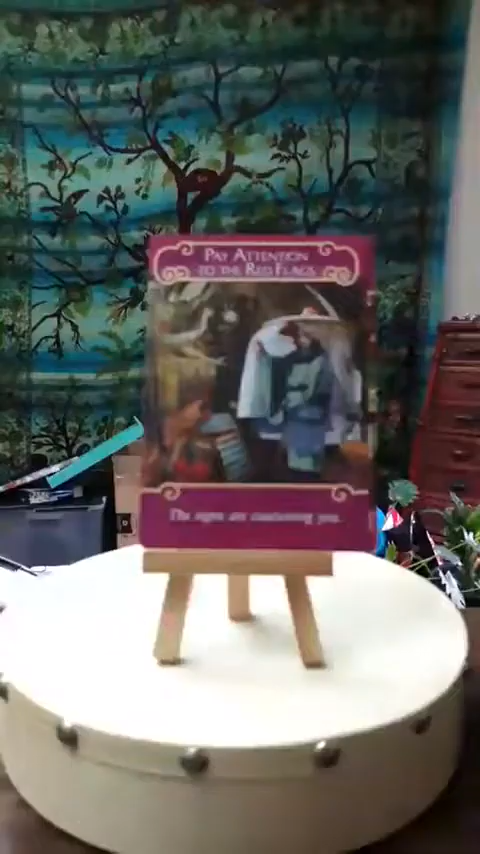 PAY ATTENTION
TO THE RED FLAGS
The signs are cautioning you.